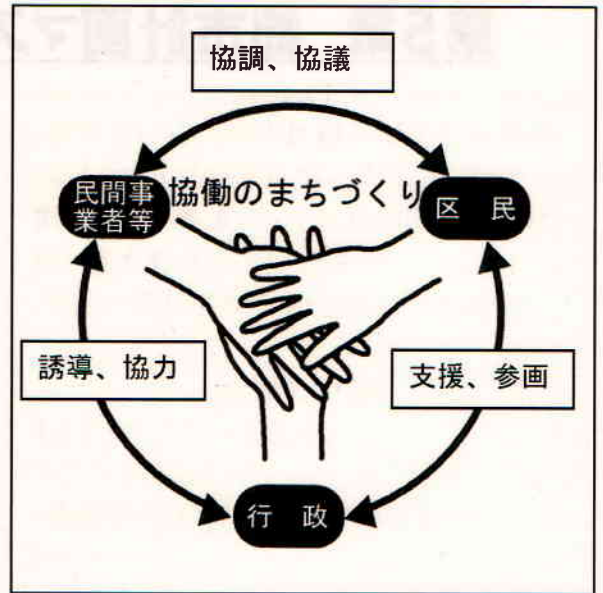 協調、協議
民間事
業者等
協働のまちづくり
区 民
誘導、協力
支援、参画
行 政